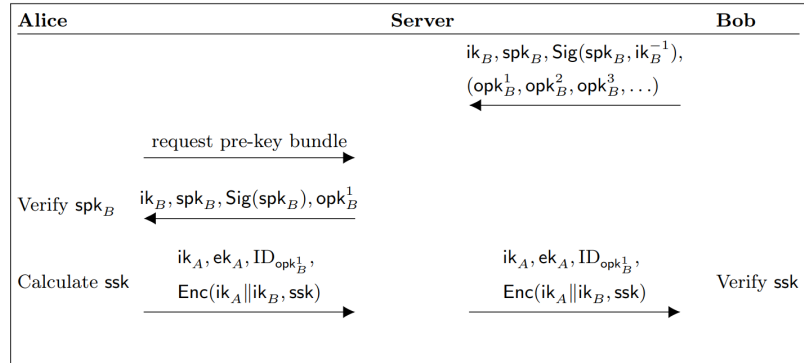 Alice Server Bob
ik_B, spk_B, Sig(spk_B, ik_B^{-1}),
(opk_B^1, opk_B^2, opk_B^3, …)
request pre-key bundle
Verify spk_B ik_B, spk_B, Sig(spk_B), opk_B^1
ik_A, ek_A, ID_{opk_B^1}, ik_A, ek_A, ID_{opk_B^1},
Calculate ssk Verify ssk
Enc(ik_A‖ik_B, ssk) Enc(ik_A‖ik_B, ssk)